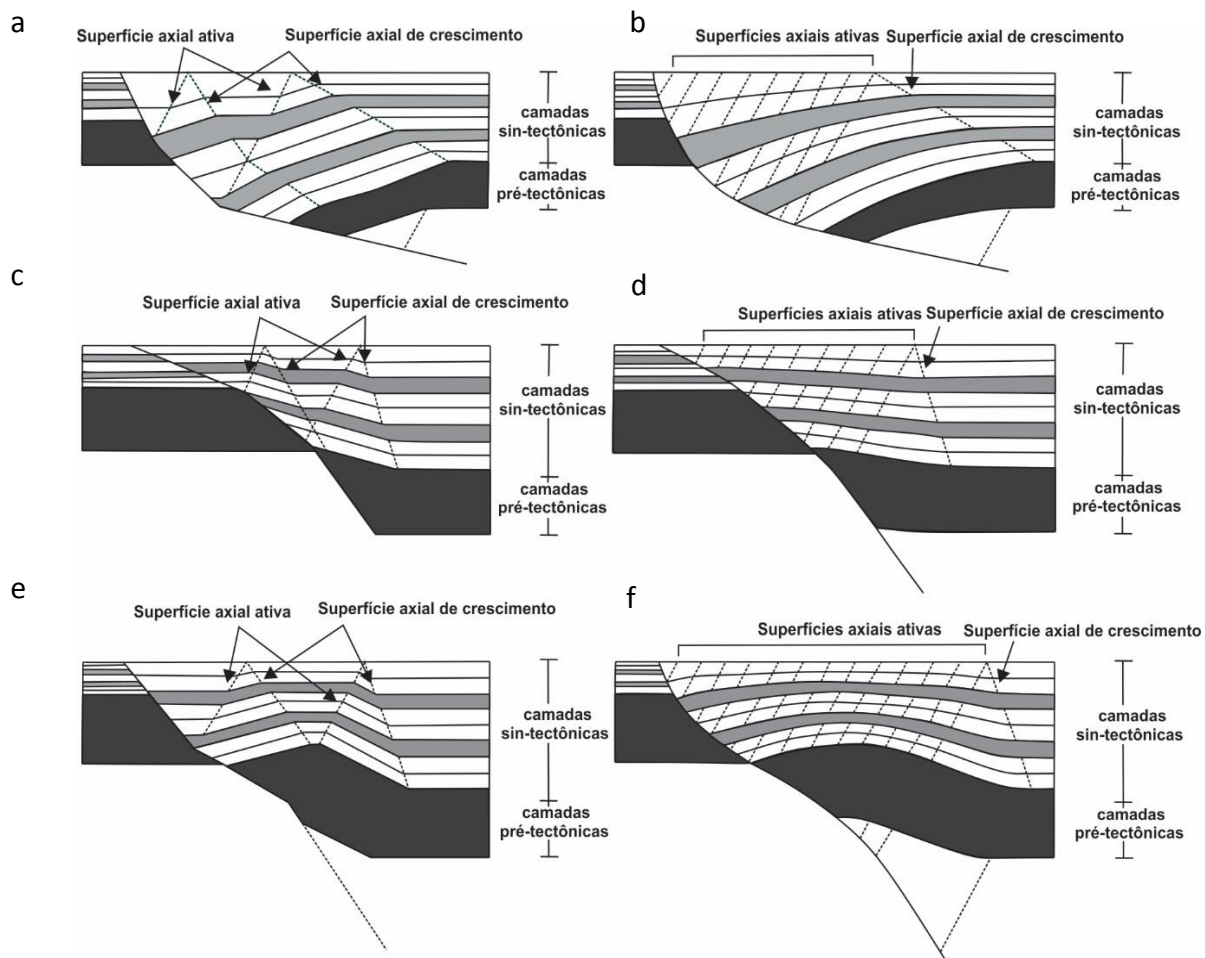 a
Superfície axial ativa
Superfície axial de crescimento
camadas
sin-tectônicas
camadas
pré-tectônicas
b
Superfícies axiais ativas
Superfície axial de crescimento
camadas
sin-tectônicas
camadas
pré-tectônicas
c
Superfície axial ativa
Superfície axial de crescimento
camadas
sin-tectônicas
camadas
pré-tectônicas
d
Superfícies axiais ativas
Superfície axial de crescimento
camadas
sin-tectônicas
camadas
pré-tectônicas
e
Superfície axial ativa
Superfície axial de crescimento
camadas
sin-tectônicas
camadas
pré-tectônicas
f
Superfícies axiais ativas
Superfície axial de crescimento
camadas
sin-tectônicas
camadas
pré-tectônicas